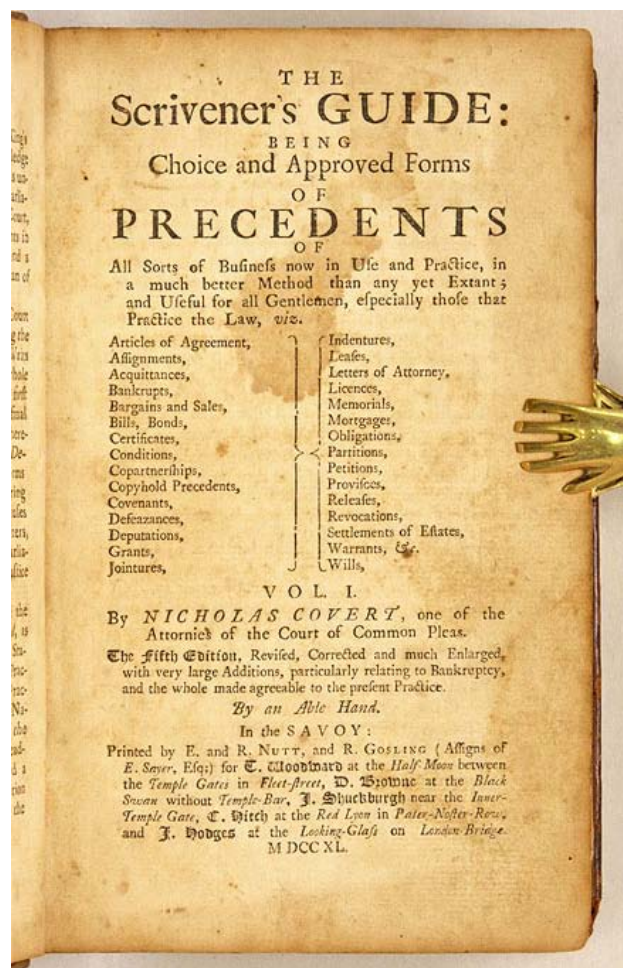 THE
Scrivener's GUIDE:
BEING
Choice and Approved Forms
OF
PRECEDENTS
OF
All Sorts of Buſineſs now in Uſe and Practice, in
a much better Method than any yet Extant;
and Uſeful for all Gentlemen, eſpecially thoſe that
Practice the Law, viz.
Articles of Agreement,
Aſſignments,
Acquittances,
Bankrupts,
Bargains and Sales,
Bills, Bonds,
Certificates,
Conditions,
Copartnerſhips,
Copyhold Precedents,
Covenants,
Defeazances,
Deputations,
Grants,
Jointures,
Indentures,
Leaſes,
Letters of Attorney,
Licences,
Memorials,
Mortgages,
Obligations,
Partitions,
Petitions,
Proviſoes,
Releaſes,
Revocations,
Settlements of Eſtates,
Warrants, &c.
Wills,
VOL. I.
By NICHOLAS COVERT, one of the
Attornies of the Court of Common Pleas.
The Fifth Edition, Reviſed, Corrected and much Enlarged,
with very large Additions, particularly relating to Bankruptcy,
and the whole made agreeable to the preſent Practice.
By an Able Hand.
In the SAVOY:
Printed by E. and R. NUTT, and R. GOSLING (Aſſigns of
E. Sayer, Eſq;) for T. Woodward at the Half-Moon between
the Temple Gates in Fleet-ſtreet, D. Browne at the Black
Swan without Temple-Bar, J. Shuckburgh near the Inner-
Temple Gate, C. Hitch at the Red Lyon in Pater-Noſter-Row,
and J. Hodges at the Looking-Glaſs on London-Bridge.
M DCC XL.